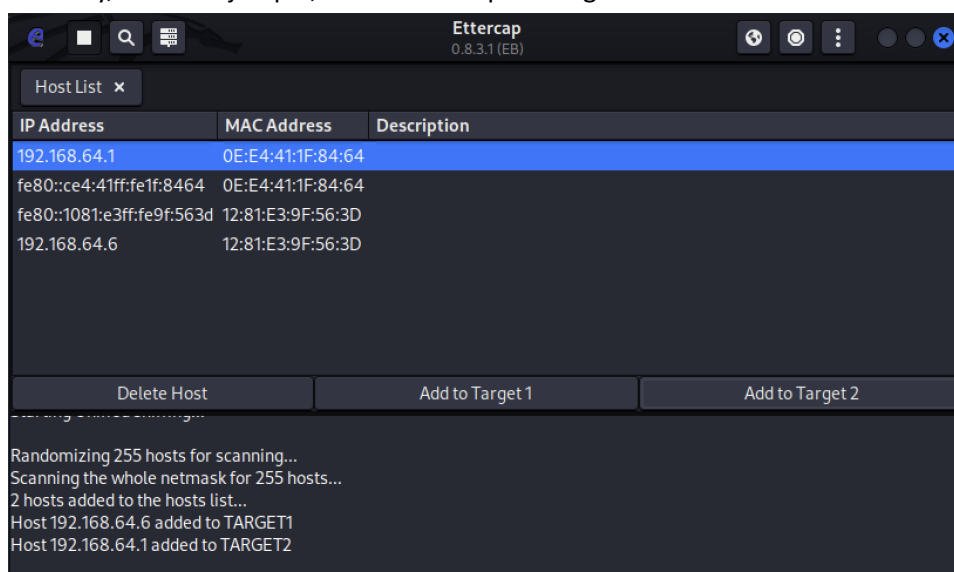 Ettercap
0.8.3.1 (EB)
Host List ×
IP Address MAC Address Description
192.168.64.1 0E:E4:41:1F:84:64
fe80::ce4:41ff:fe1f:8464 0E:E4:41:1F:84:64
fe80::1081:e3ff:fe9f:563d 12:81:E3:9F:56:3D
192.168.64.6 12:81:E3:9F:56:3D
Delete Host Add to Target 1 Add to Target 2
Randomizing 255 hosts for scanning...
Scanning the whole netmask for 255 hosts...
2 hosts added to the hosts list...
Host 192.168.64.6 added to TARGET1
Host 192.168.64.1 added to TARGET2